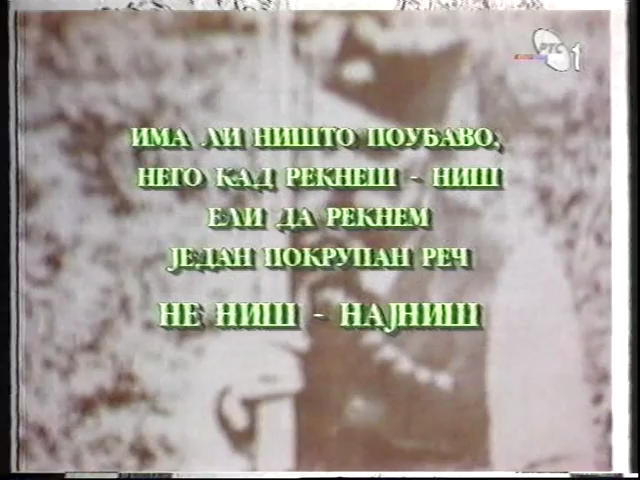 РТС 1
ИМА ЛИ НИШТО ПОУБАВО,
НЕГО КАД РЕКНЕШ - НИШ
ЕЛИ ДА РЕКНЕМ
ЈЕДАН ПОКРУПАН РЕЧ
НЕ НИШ - НАЈНИШ